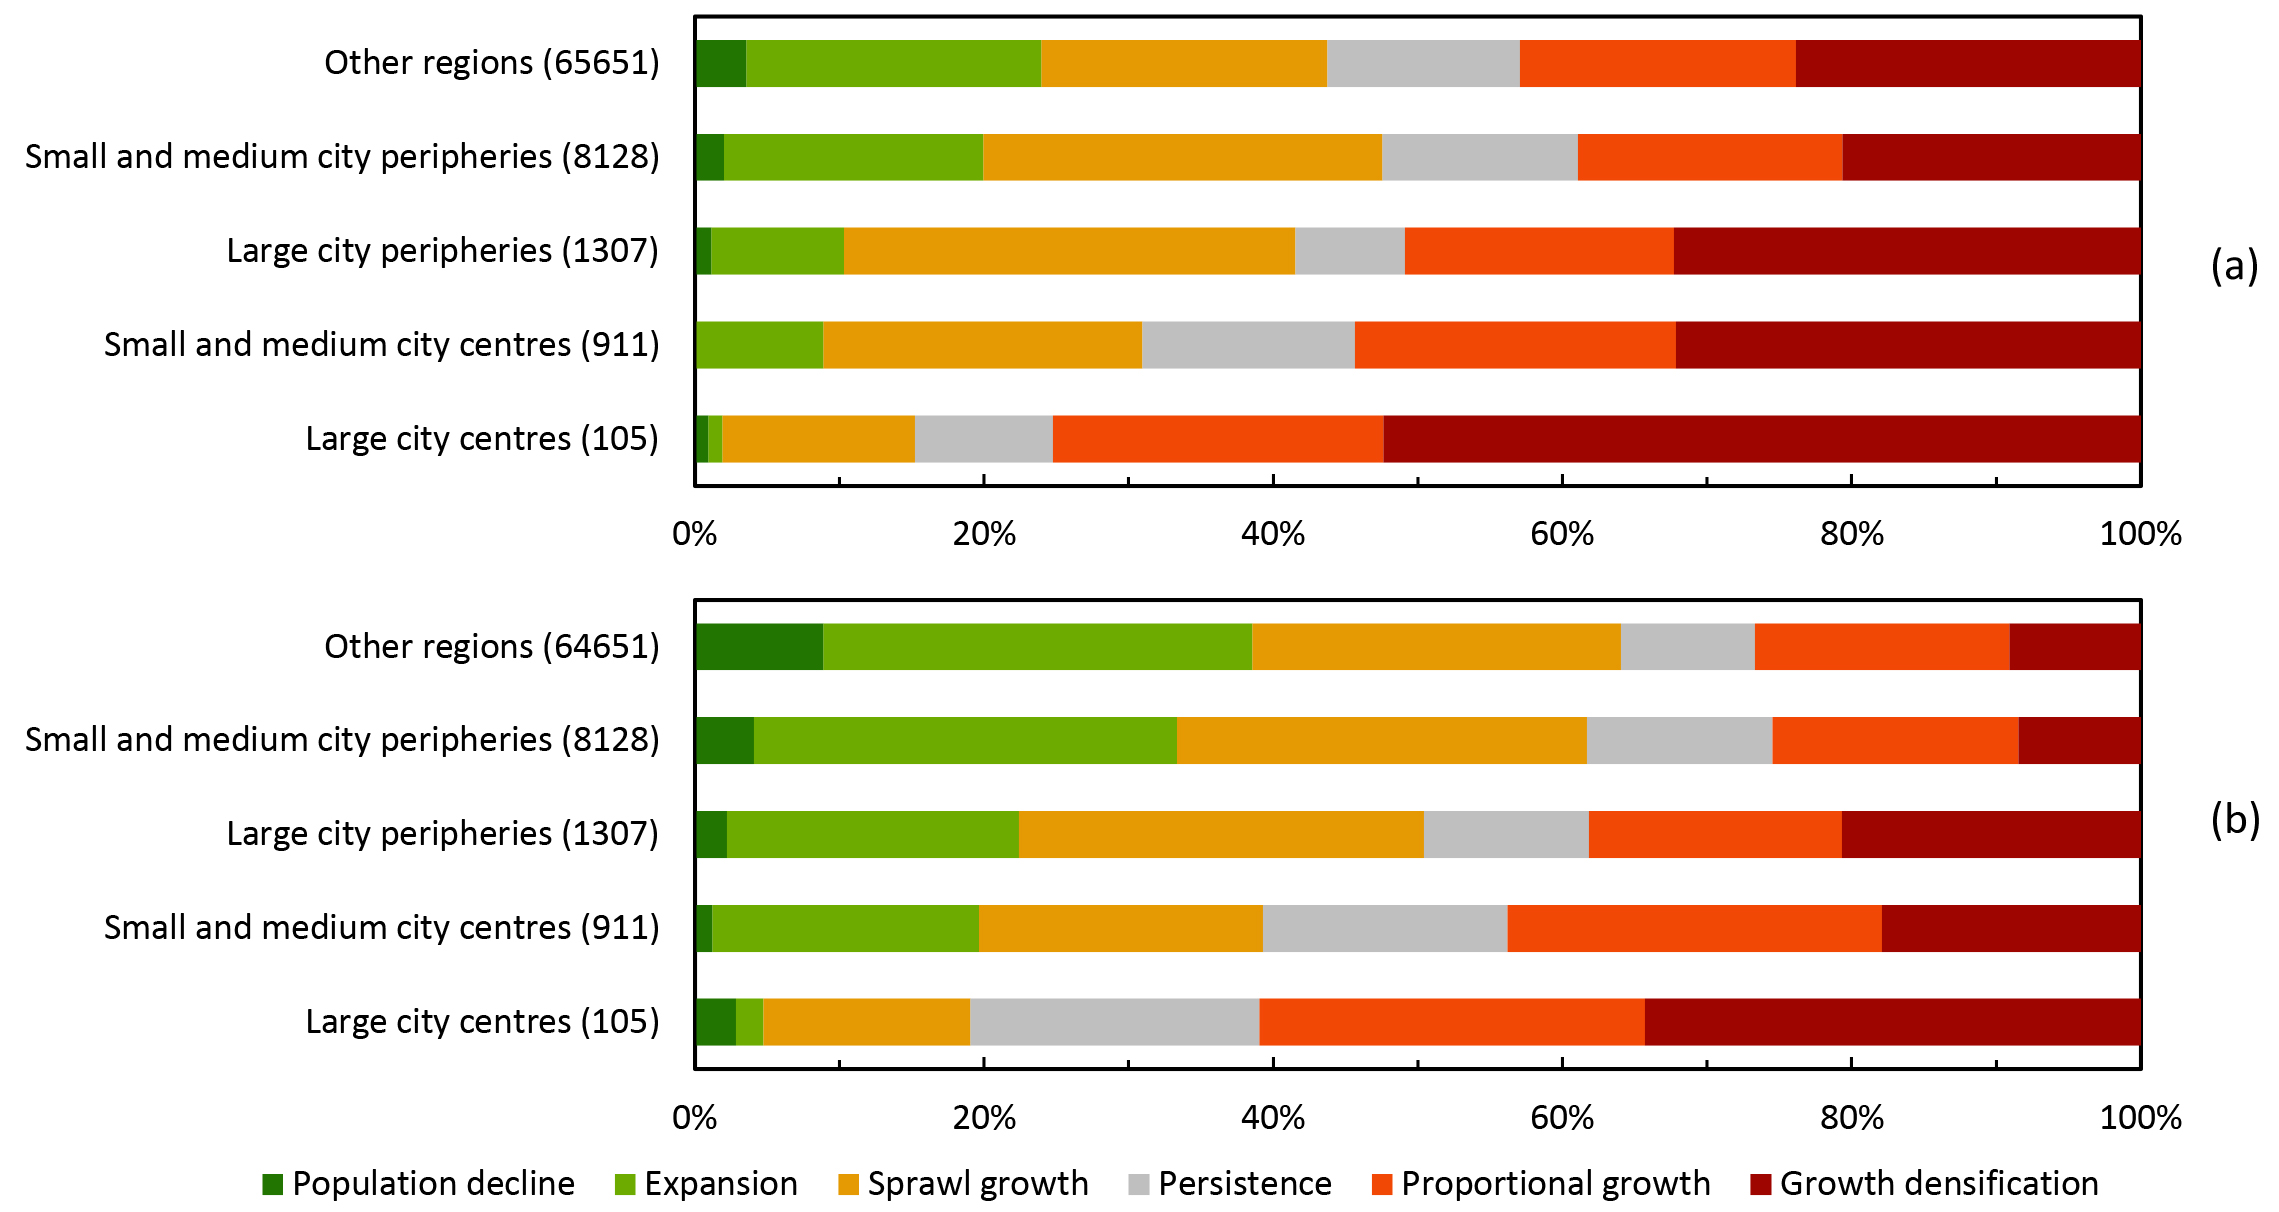 Other regions (65651)
Small and medium city peripheries (8128)
Large city peripheries (1307)
(a)
Small and medium city centres (911)
Large city centres (105)
0% 20% 40% 60% 80% 100%
Other regions (64651)
Small and medium city peripheries (8128)
Large city peripheries (1307)
(b)
Small and medium city centres (911)
Large city centres (105)
0% 20% 40% 60% 80% 100%
Population decline Expansion Sprawl growth Persistence Proportional growth Growth densification